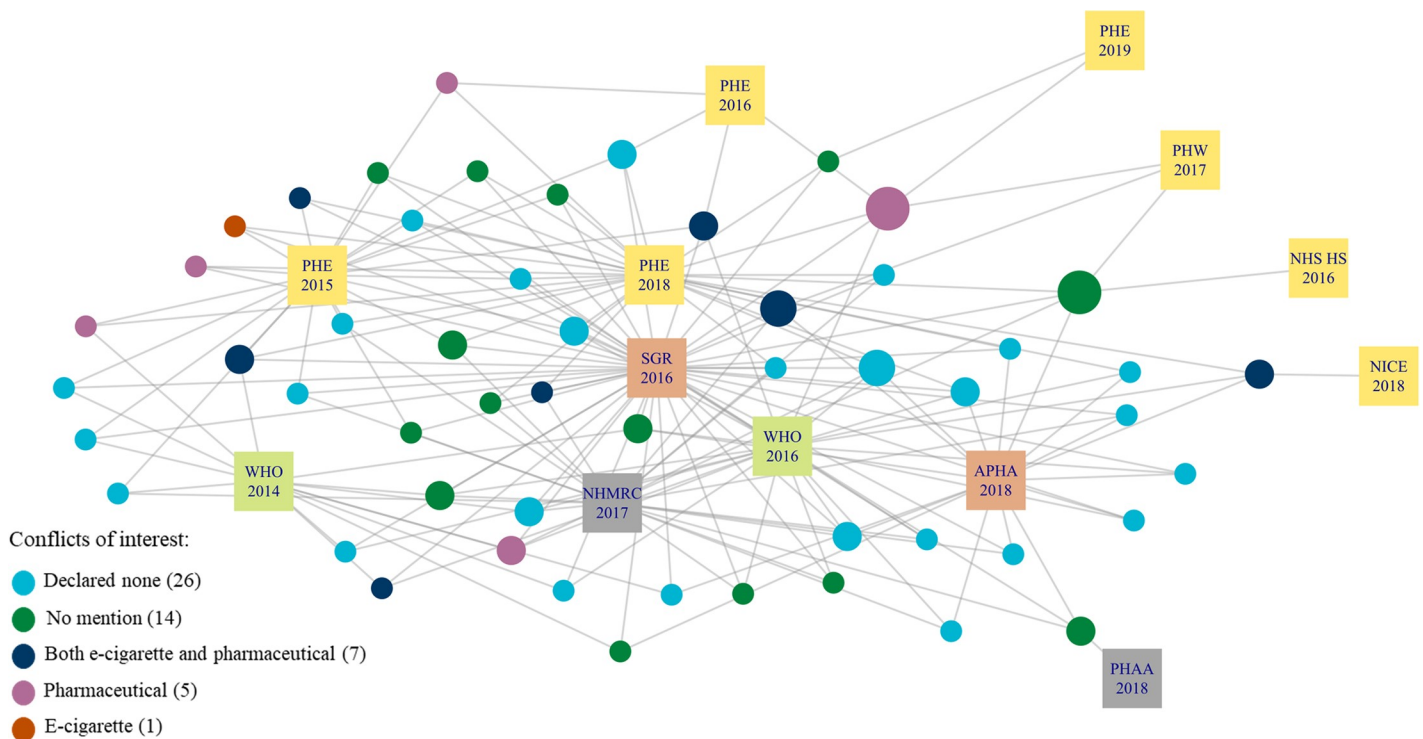 PHE
2019
PHE
2016
PHW
2017
NHS HS
2016
PHE
2015
PHE
2018
SGR
2016
NICE
2018
WHO
2016
WHO
2014
APHA
2018
NHMRC
2017
PHAA
2018
Conflicts of interest:
Declared none (26)
No mention (14)
Both e-cigarette and pharmaceutical (7)
Pharmaceutical (5)
E-cigarette (1)